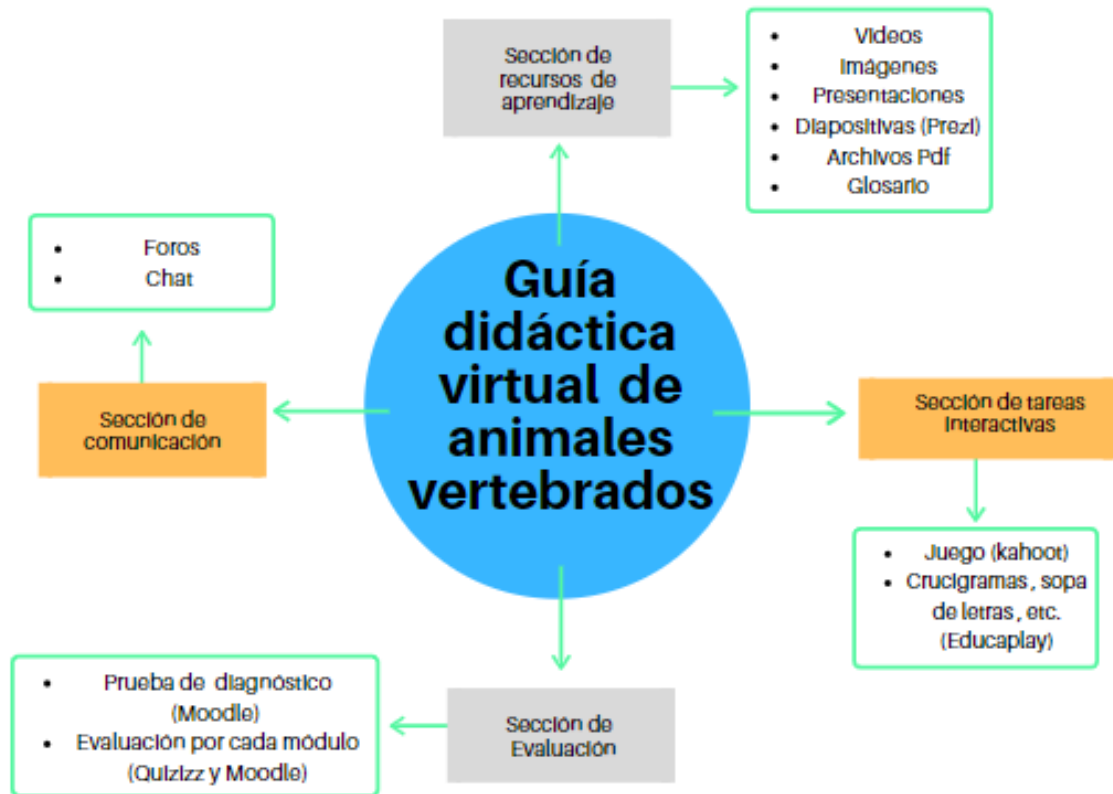 Sección de
recursos de
aprendizaje
Videos
Imágenes
Presentaciones
Diapositivas (Prezi)
Archivos Pdf
Glosario
Foros
Chat
Sección de
comunicación
Guía
didáctica
virtual de
animales
vertebrados
Sección de tareas
interactivas
Juego (kahoot)
Crucigramas, sopa
de letras, etc.
(Educaplay)
Prueba de diagnóstico
(Moodle)
Evaluación por cada módulo
(Quizizz y Moodle)
Sección de
Evaluación